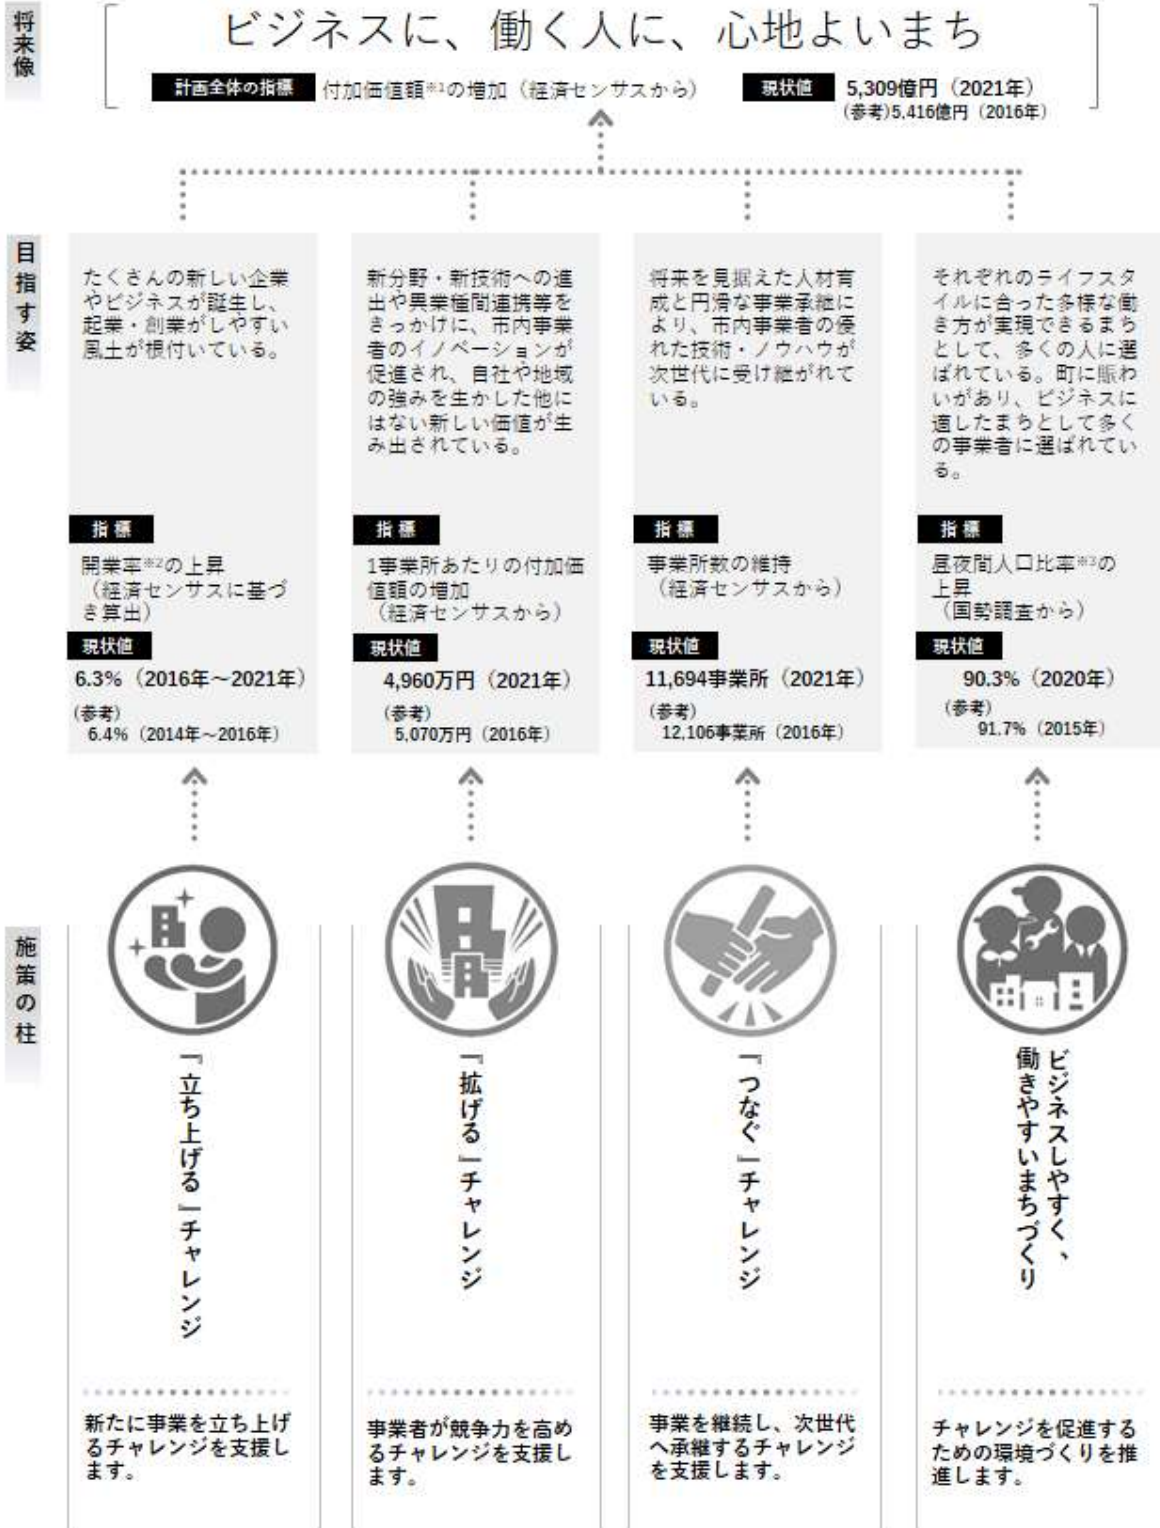 将来像
ビジネスに、働く人に、心地よいまち
計画全体の指標 付加価値額※1の増加（経済センサスから） 現状値 5,309億円（2021年）
(参考)5,416億円（2016年）
目指す姿
たくさんの新しい企業
やビジネスが誕生し、
起業・創業がしやすい
風土が根付いている。
指標
開業率※2の上昇
（経済センサスに基づ
き算出）
現状値
6.3%（2016年～2021年）
(参考)
6.4%（2014年～2016年）
新分野・新技術への進
出や異業種間連携等を
きっかけに、市内事業
者のイノベーションが
促進され、自社や地域
の強みを生かした他に
はない新しい価値が生
み出されている。
指標
1事業所あたりの付加価
値額の増加
（経済センサスから）
現状値
4,960万円（2021年）
(参考)
5,070万円（2016年）
将来を見据えた人材育
成と円滑な事業承継に
より、市内事業者の優
れた技術・ノウハウが
次世代に受け継がれて
いる。
指標
事業所数の維持
（経済センサスから）
現状値
11,694事業所（2021年）
(参考)
12,106事業所（2016年）
それぞれのライフスタ
イルに合った多様な働
き方が実現できるまち
として、多くの人に選
ばれている。町に賑わ
いがあり、ビジネスに
適したまちとして多く
の事業者に選ばれてい
る。
指標
昼夜間人口比率※3の
上昇
（国勢調査から）
現状値
90.3%（2020年）
(参考)
91.7%（2015年）
施策の柱
「立ち上げる」チャレンジ
新たに事業を立ち上げ
るチャレンジを支援し
ます。
「拡げる」チャレンジ
事業者が競争力を高め
るチャレンジを支援し
ます。
「つなぐ」チャレンジ
事業を継続し、次世代
へ承継するチャレンジ
を支援します。
ビジネスしやすく、
働きやすいまちづくり
チャレンジを促進する
ための環境づくりを推
進します。